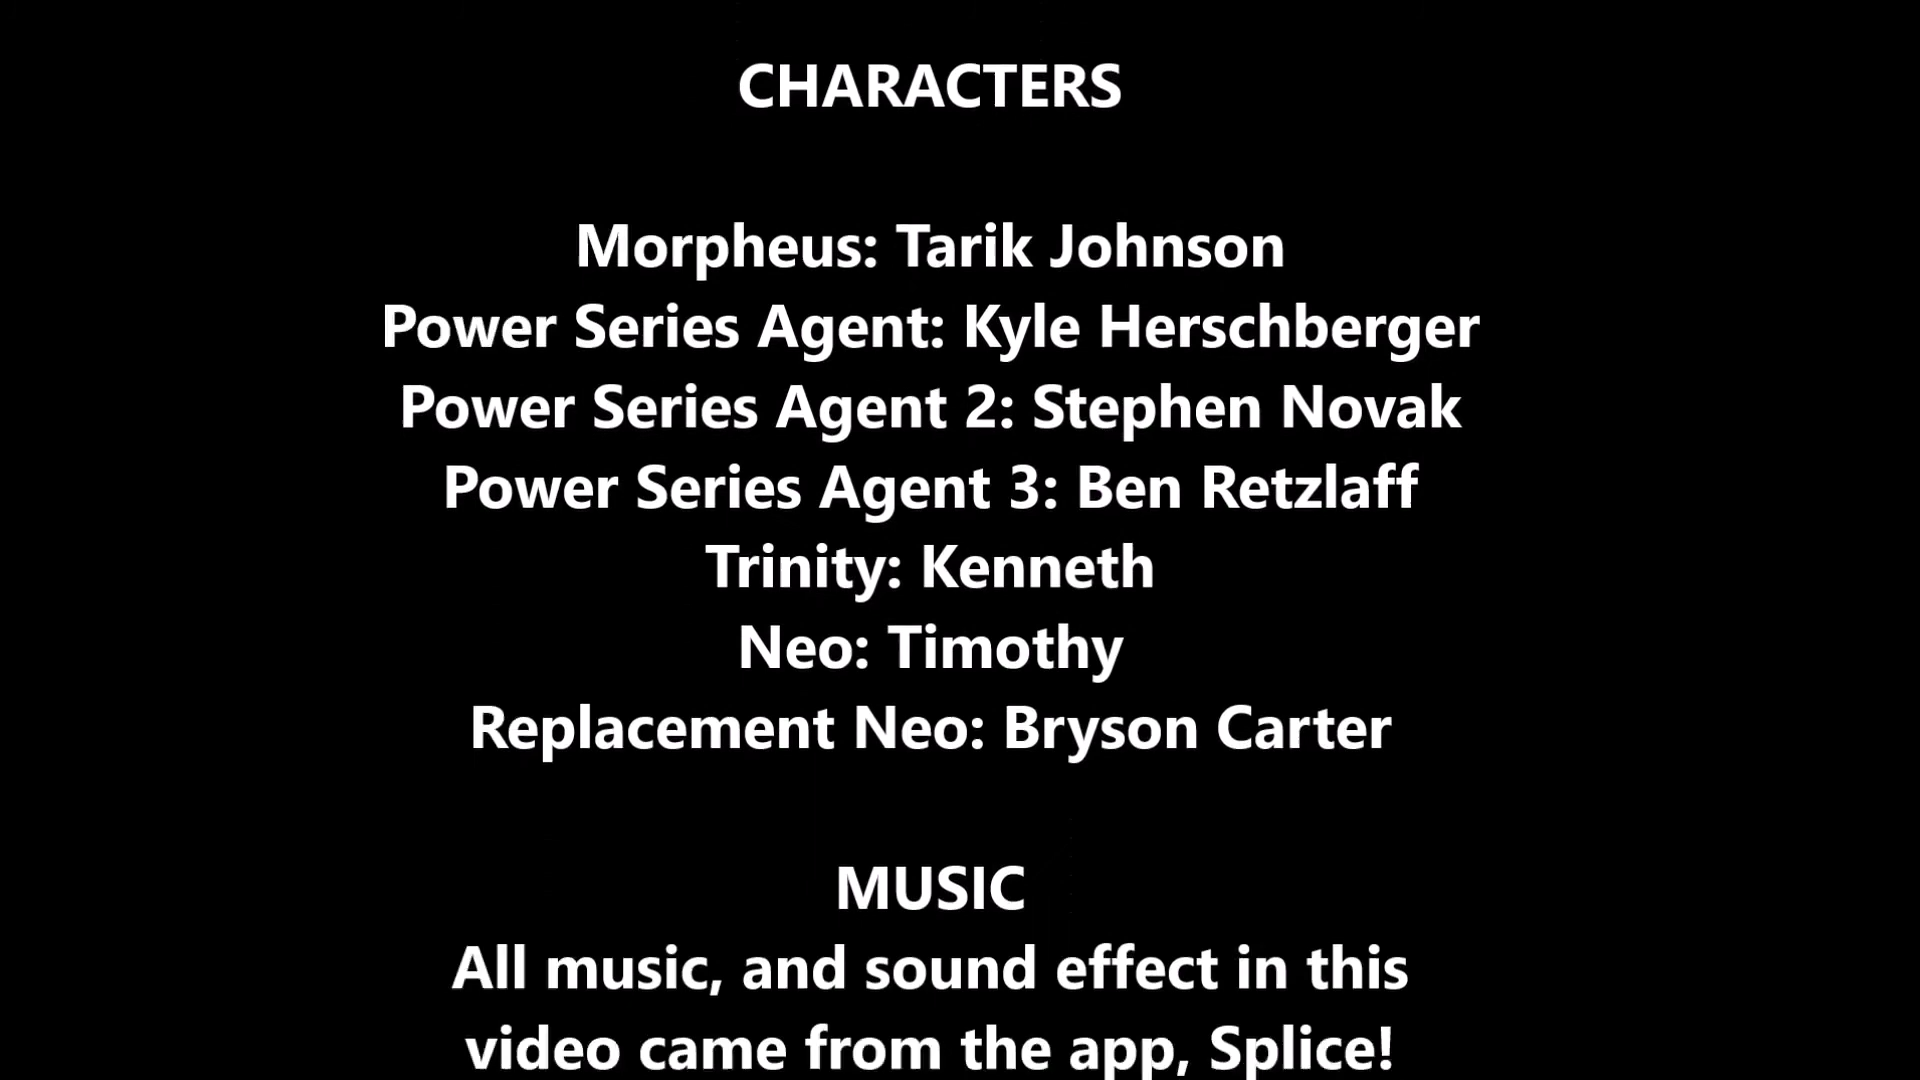 CHARACTERS
Morpheus: Tarik Johnson
Power Series Agent: Kyle Herschberger
Power Series Agent 2: Stephen Novak
Power Series Agent 3: Ben Retzlaff
Trinity: Kenneth
Neo: Timothy
Replacement Neo: Bryson Carter
MUSIC
All music, and sound effect in this
video came from the app, Splice!